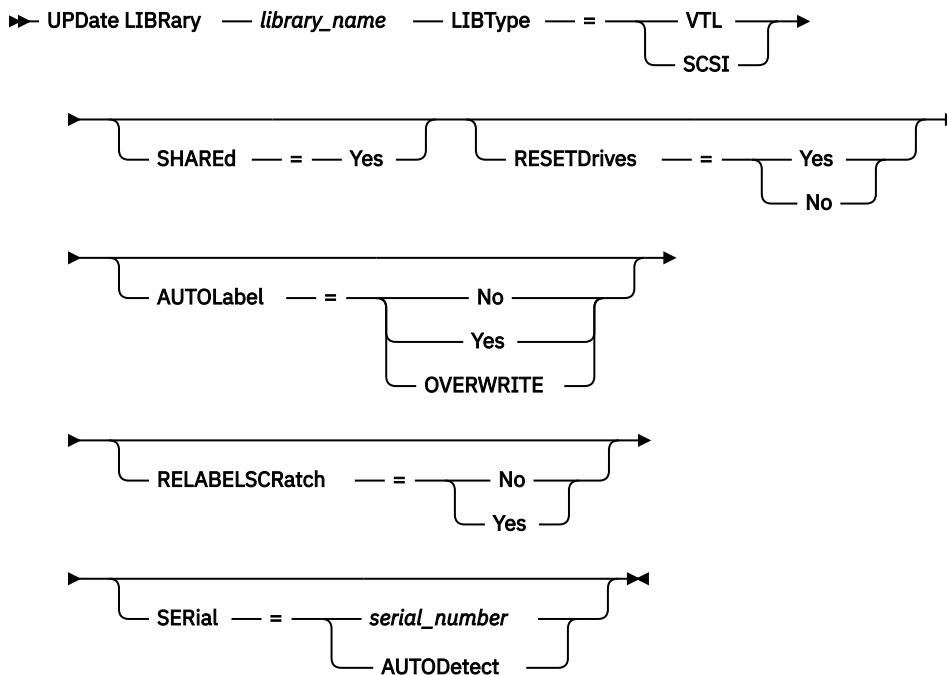 UPDate LIBRary library_name LIBType = VTL
SCSI
SHAREd = Yes RESETDrives = Yes
No
AUTOLabel = No
Yes
OVERWRITE
RELABELSCRatch = No
Yes
SERial = serial_number
AUTODetect